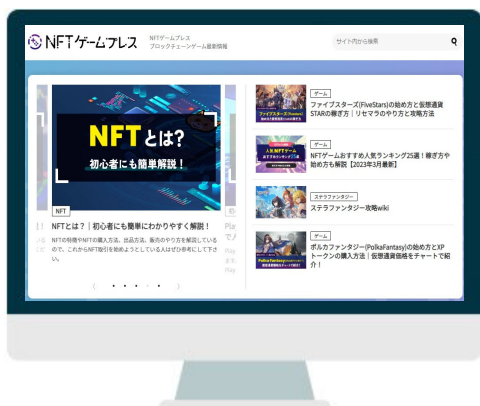 NFTゲームプレス
NFTゲームプレス
ブロックチェーンゲーム最新情報
サイト内から検索
NFTとは?
初心者にも簡単解説!
NFT
NFTとは?｜初心者にも簡単にわかりやすく解説!
NFTの特徴やNFTの購入方法、出品方法、販売のやり方を解説している
ので、これからNFT取引を始めようとしている人はぜひ参考にして下さ
い。
ゲーム
ファイブスターズ(FiveStars)の始め方と仮想通貨
STARの稼ぎ方｜リセマラのやり方と攻略方法
ゲーム
NFTゲームおすすめ人気ランキング25選！稼ぎ方や
始め方も解説【2023年3月最新】
ステラファンタジー
ステラファンタジー攻略wiki
ゲーム
ポルカファンタジー(PolkaFantasy)の始め方とXP
トークンの購入方法｜仮想通貨価格をチャートで紹
介！